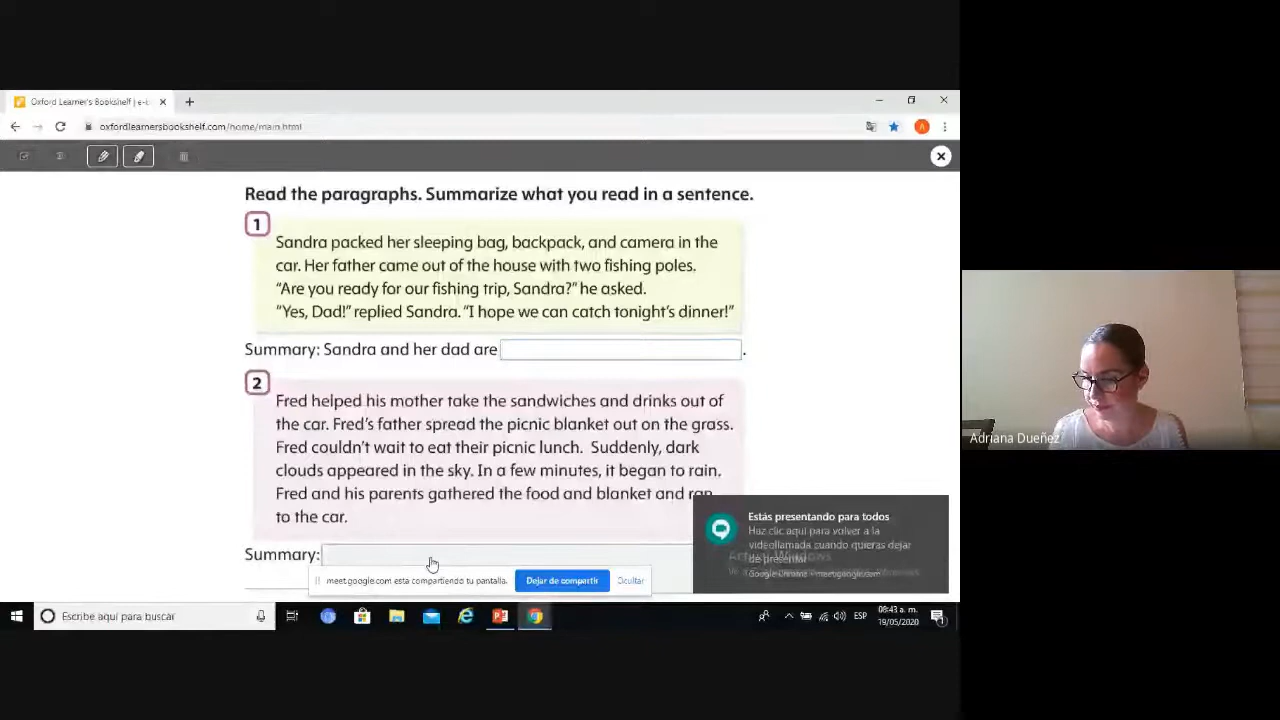 Oxford Learner's Bookshelf | e-b
oxfordlearnersbookshelf.com/home/main.html
Read the paragraphs. Summarize what you read in a sentence.
1
Sandra packed her sleeping bag, backpack, and camera in the
car. Her father came out of the house with two fishing poles.
“Are you ready for our fishing trip, Sandra?” he asked.
“Yes, Dad!” replied Sandra. “I hope we can catch tonight’s dinner!”
Summary: Sandra and her dad are .
2
Fred helped his mother take the sandwiches and drinks out of
the car. Fred’s father spread the picnic blanket out on the grass.
Fred couldn’t wait to eat their picnic lunch. Suddenly, dark
clouds appeared in the sky. In a few minutes, it began to rain.
Fred and his parents gathered the food and blanket and ran
to the car.
Summary:
Adriana Dueñez
Estás presentando para todos
Haz clic aquí para volver a la
videollamada cuando quieras dejar
de presentar
Google Chrome • meet.google.com
Activar Windows
meet.google.com está compartiendo tu pantalla.
Dejar de compartir
Ocultar
Escribe aquí para buscar
ESP
08:43 a. m.
19/05/2020